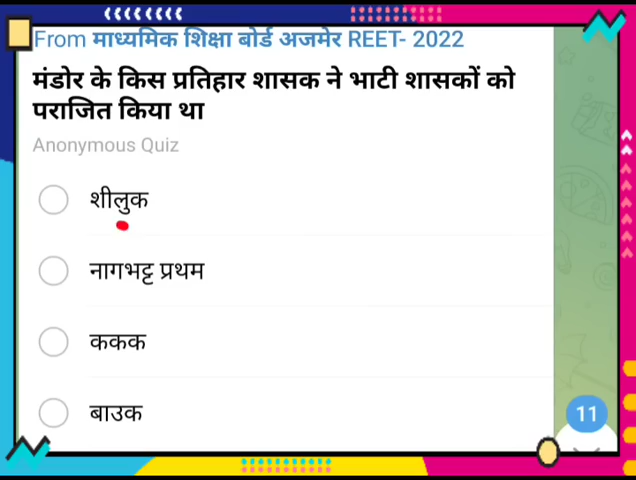 From माध्यमिक शिक्षा बोर्ड अजमेर REET- 2022
मंडोर के किस प्रतिहार शासक ने भाटी शासकों को
पराजित किया था
Anonymous Quiz
शीलुक
नागभट्ट प्रथम
ककक
बाउक
11